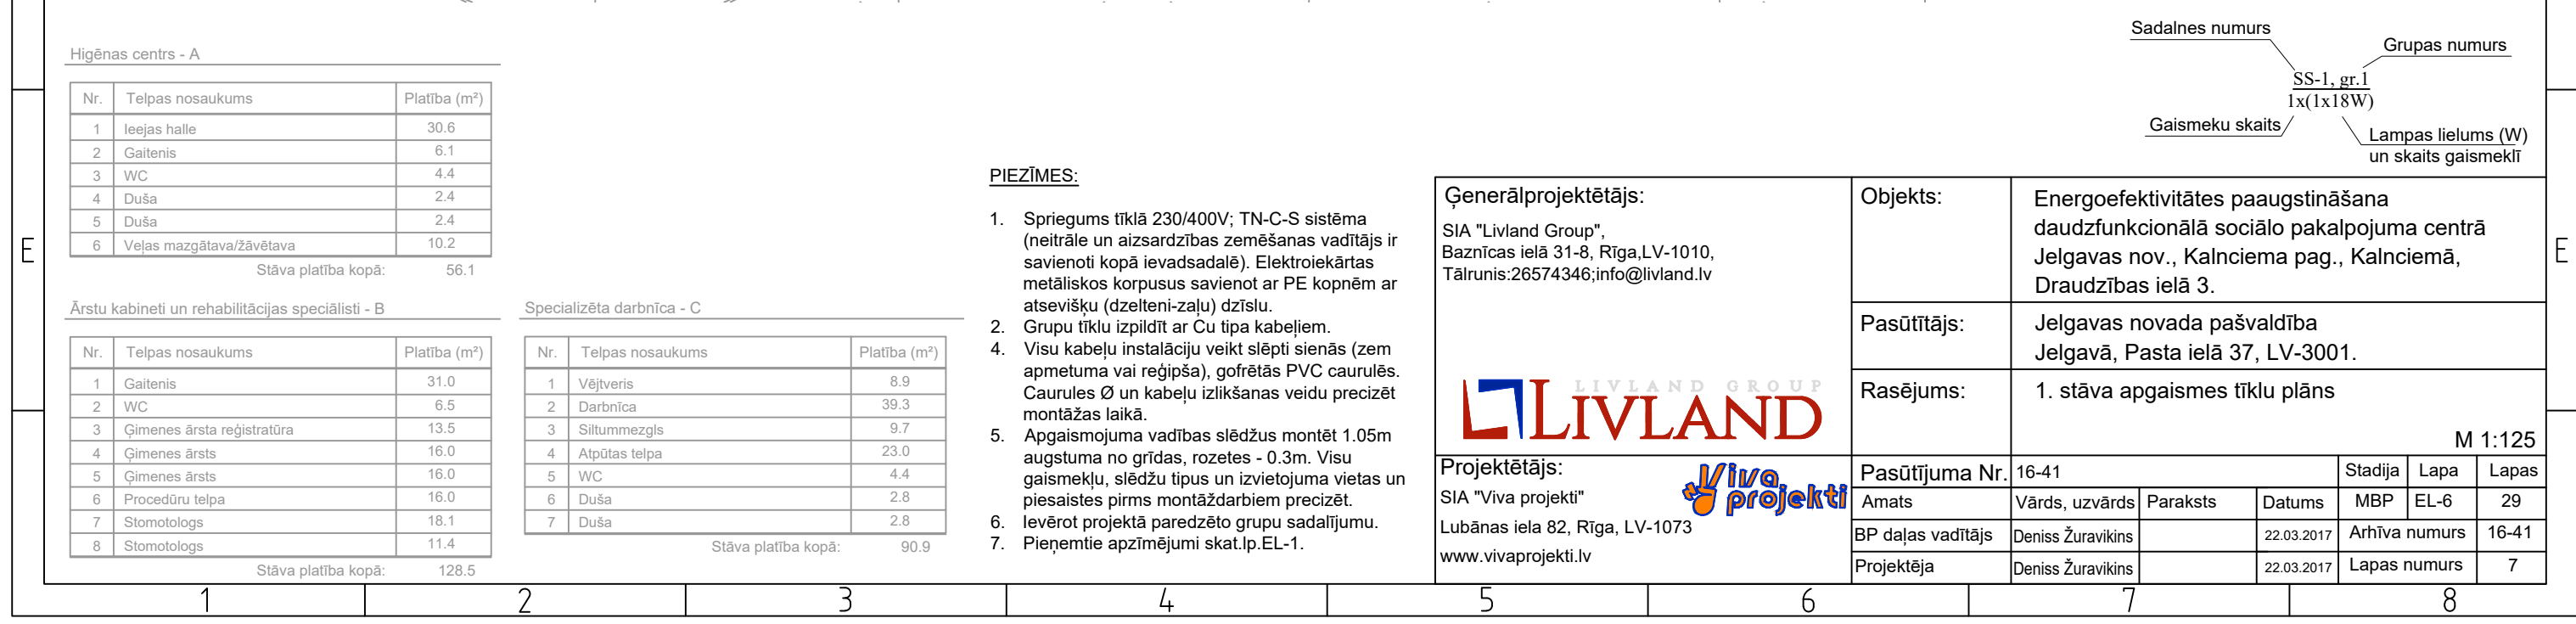 Sadalnes numurs
Grupas numurs
SS-1, gr.1
1x(1x18W)
Gaismeku skaits
Lampas lielums (W)
un skaits gaismeklī
Higēnas centrs - A
Nr. Telpas nosaukums Platība (m²)
1 Ieejas halle 30.6
2 Gaitenis 6.1
3 WC 4.4
4 Duša 2.4
5 Duša 2.4
6 Veļas mazgātava/žāvētava 10.2
Stāva platība kopā: 56.1
Ārstu kabineti un rehabilitācijas speciālisti - B
Nr. Telpas nosaukums Platība (m²)
1 Gaitenis 31.0
2 WC 6.5
3 Ģimenes ārsta reģistratūra 13.5
4 Ģimenes ārsts 16.0
5 Ģimenes ārsts 16.0
6 Procedūru telpa 16.0
7 Stomotologs 18.1
8 Stomotologs 11.4
Stāva platība kopā: 128.5
Specializēta darbnīca - C
Nr. Telpas nosaukums Platība (m²)
1 Vējtveris 8.9
2 Darbnīca 39.3
3 Siltummezgls 9.7
4 Atpūtas telpa 23.0
5 WC 4.4
6 Duša 2.8
7 Duša 2.8
Stāva platība kopā: 90.9
PIEZĪMES:
1. Spriegums tīklā 230/400V; TN-C-S sistēma
(neitrāle un aizsardzības zemēšanas vadītājs ir
savienoti kopā ievadsadalē). Elektroiekārtas
metāliskos korpusus savienot ar PE kopnēm ar
atsevišķu (dzelteni-zaļu) dzīslu.
2. Grupu tīklu izpildīt ar Cu tipa kabeļiem.
4. Visu kabeļu instalāciju veikt slēpti sienās (zem
apmetuma vai reģipša), gofrētās PVC caurulēs.
Caurules Ø un kabeļu izlikšanas veidu precizēt
montāžas laikā.
5. Apgaismojuma vadības slēdžus montēt 1.05m
augstuma no grīdas, rozetes - 0.3m. Visu
gaismekļu, slēdžu tipus un izvietojuma vietas un
piesaistes pirms montāždarbiem precizēt.
6. Ievērot projektā paredzēto grupu sadalījumu.
7. Pieņemtie apzīmējumi skat.lp.EL-1.
Ģenerālprojektētājs:
SIA "Livland Group",
Baznīcas ielā 31-8, Rīga,LV-1010,
Tālrunis:26574346;info@livland.lv
LIVLAND GROUP
LIVLAND
Projektētājs:
SIA "Viva projekti"
Lubānas iela 82, Rīga, LV-1073
www.vivaprojekti.lv
Viva
projekti
Objekts: Energoefektivitātes paaugstināšana
daudzfunkcionālā sociālo pakalpojuma centrā
Jelgavas nov., Kalnciema pag., Kalnciemā,
Draudzības ielā 3.
Pasūtītājs: Jelgavas novada pašvaldība
Jelgavā, Pasta ielā 37, LV-3001.
Rasējums: 1. stāva apgaismes tīklu plāns
M 1:125
Pasūtījuma Nr. 16-41 Stadija Lapa Lapas
Amats Vārds, uzvārds Paraksts Datums MBP EL-6 29
BP daļas vadītājs Deniss Žuravikins 22.03.2017 Arhīva numurs 16-41
Projektēja Deniss Žuravikins 22.03.2017 Lapas numurs 7
E E
1 2 3 4 5 6 7 8